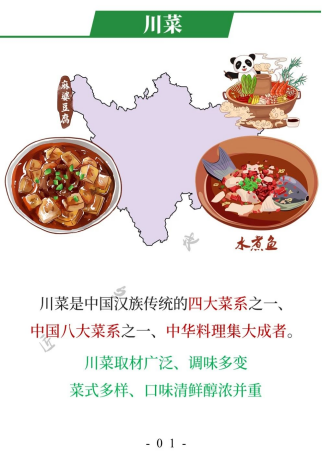 川菜
麻婆豆腐
水煮鱼
川菜是中国汉族传统的四大菜系之一、
中国八大菜系之一、中华料理集大成者。
川菜取材广泛、调味多变
菜式多样、口味清鲜醇浓并重
- 01 -